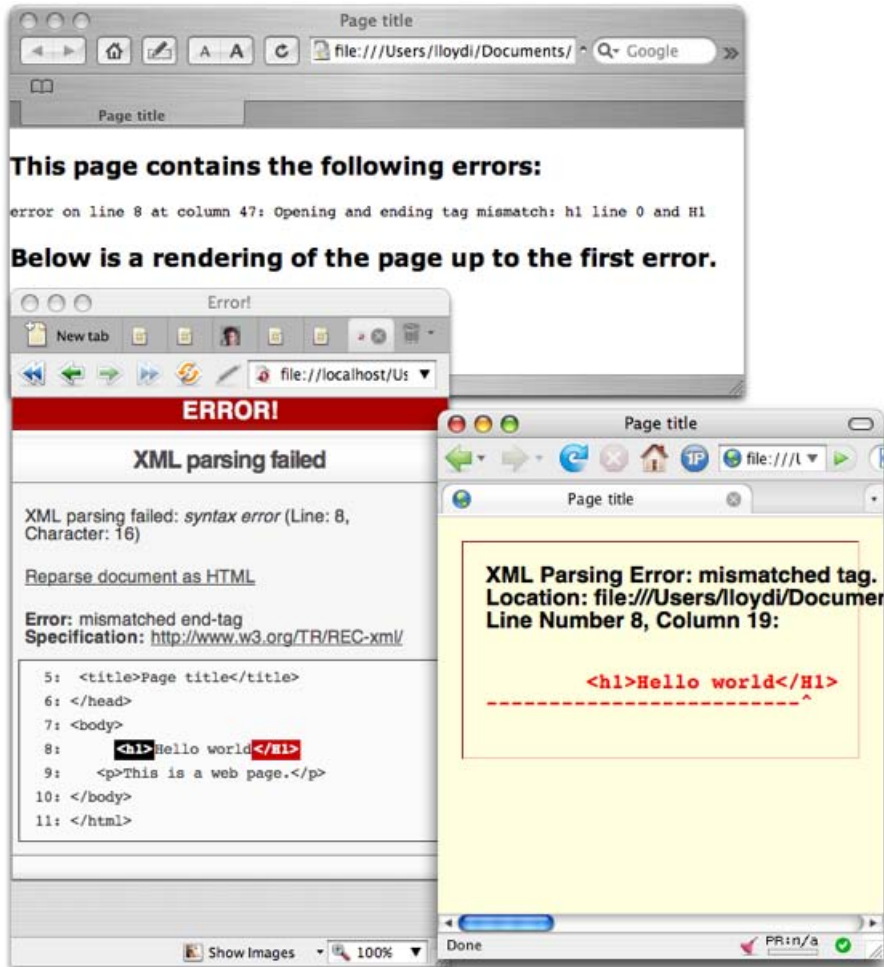 Page title
A A file:///Users/lloydi/Documents/ Google
Page title
This page contains the following errors:
error on line 8 at column 47: Opening and ending tag mismatch: h1 line 0 and H1
Below is a rendering of the page up to the first error.
Error!
New tab
file://localhost/Us
ERROR!
XML parsing failed
XML parsing failed: syntax error (Line: 8,
Character: 16)
Reparse document as HTML
Error: mismatched end-tag
Specification: http://www.w3.org/TR/REC-xml/
5: <title>Page title</title>
6: </head>
7: <body>
8: <h1>Hello world</H1>
9: <p>This is a web page.</p>
10: </body>
11: </html>
Show Images 100%
Page title
1P file:///U
Page title
XML Parsing Error: mismatched tag.
Location: file:///Users/lloydi/Documen
Line Number 8, Column 19:
<h1>Hello world</H1>
--------------------------^
Done PR:n/a